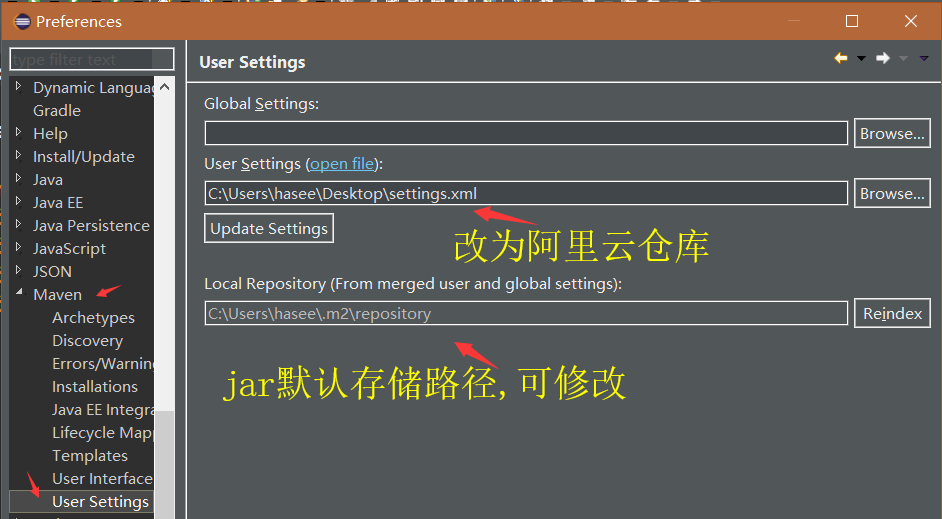 Preferences
type filter text
Dynamic Langua
Gradle
Help
Install/Update
Java
Java EE
Java Persistence
JavaScript
JSON
Maven
Archetypes
Discovery
Errors/Warnin
Installations
Java EE Integra
Lifecycle Map
Templates
User Interface
User Settings
User Settings
Global Settings:
Browse...
User Settings (open file):
C:\Users\hasee\Desktop\settings.xml
Browse...
Update Settings
改为阿里云仓库
Local Repository (From merged user and global settings):
C:\Users\hasee\.m2\repository
Reindex
jar默认存储路径,可修改